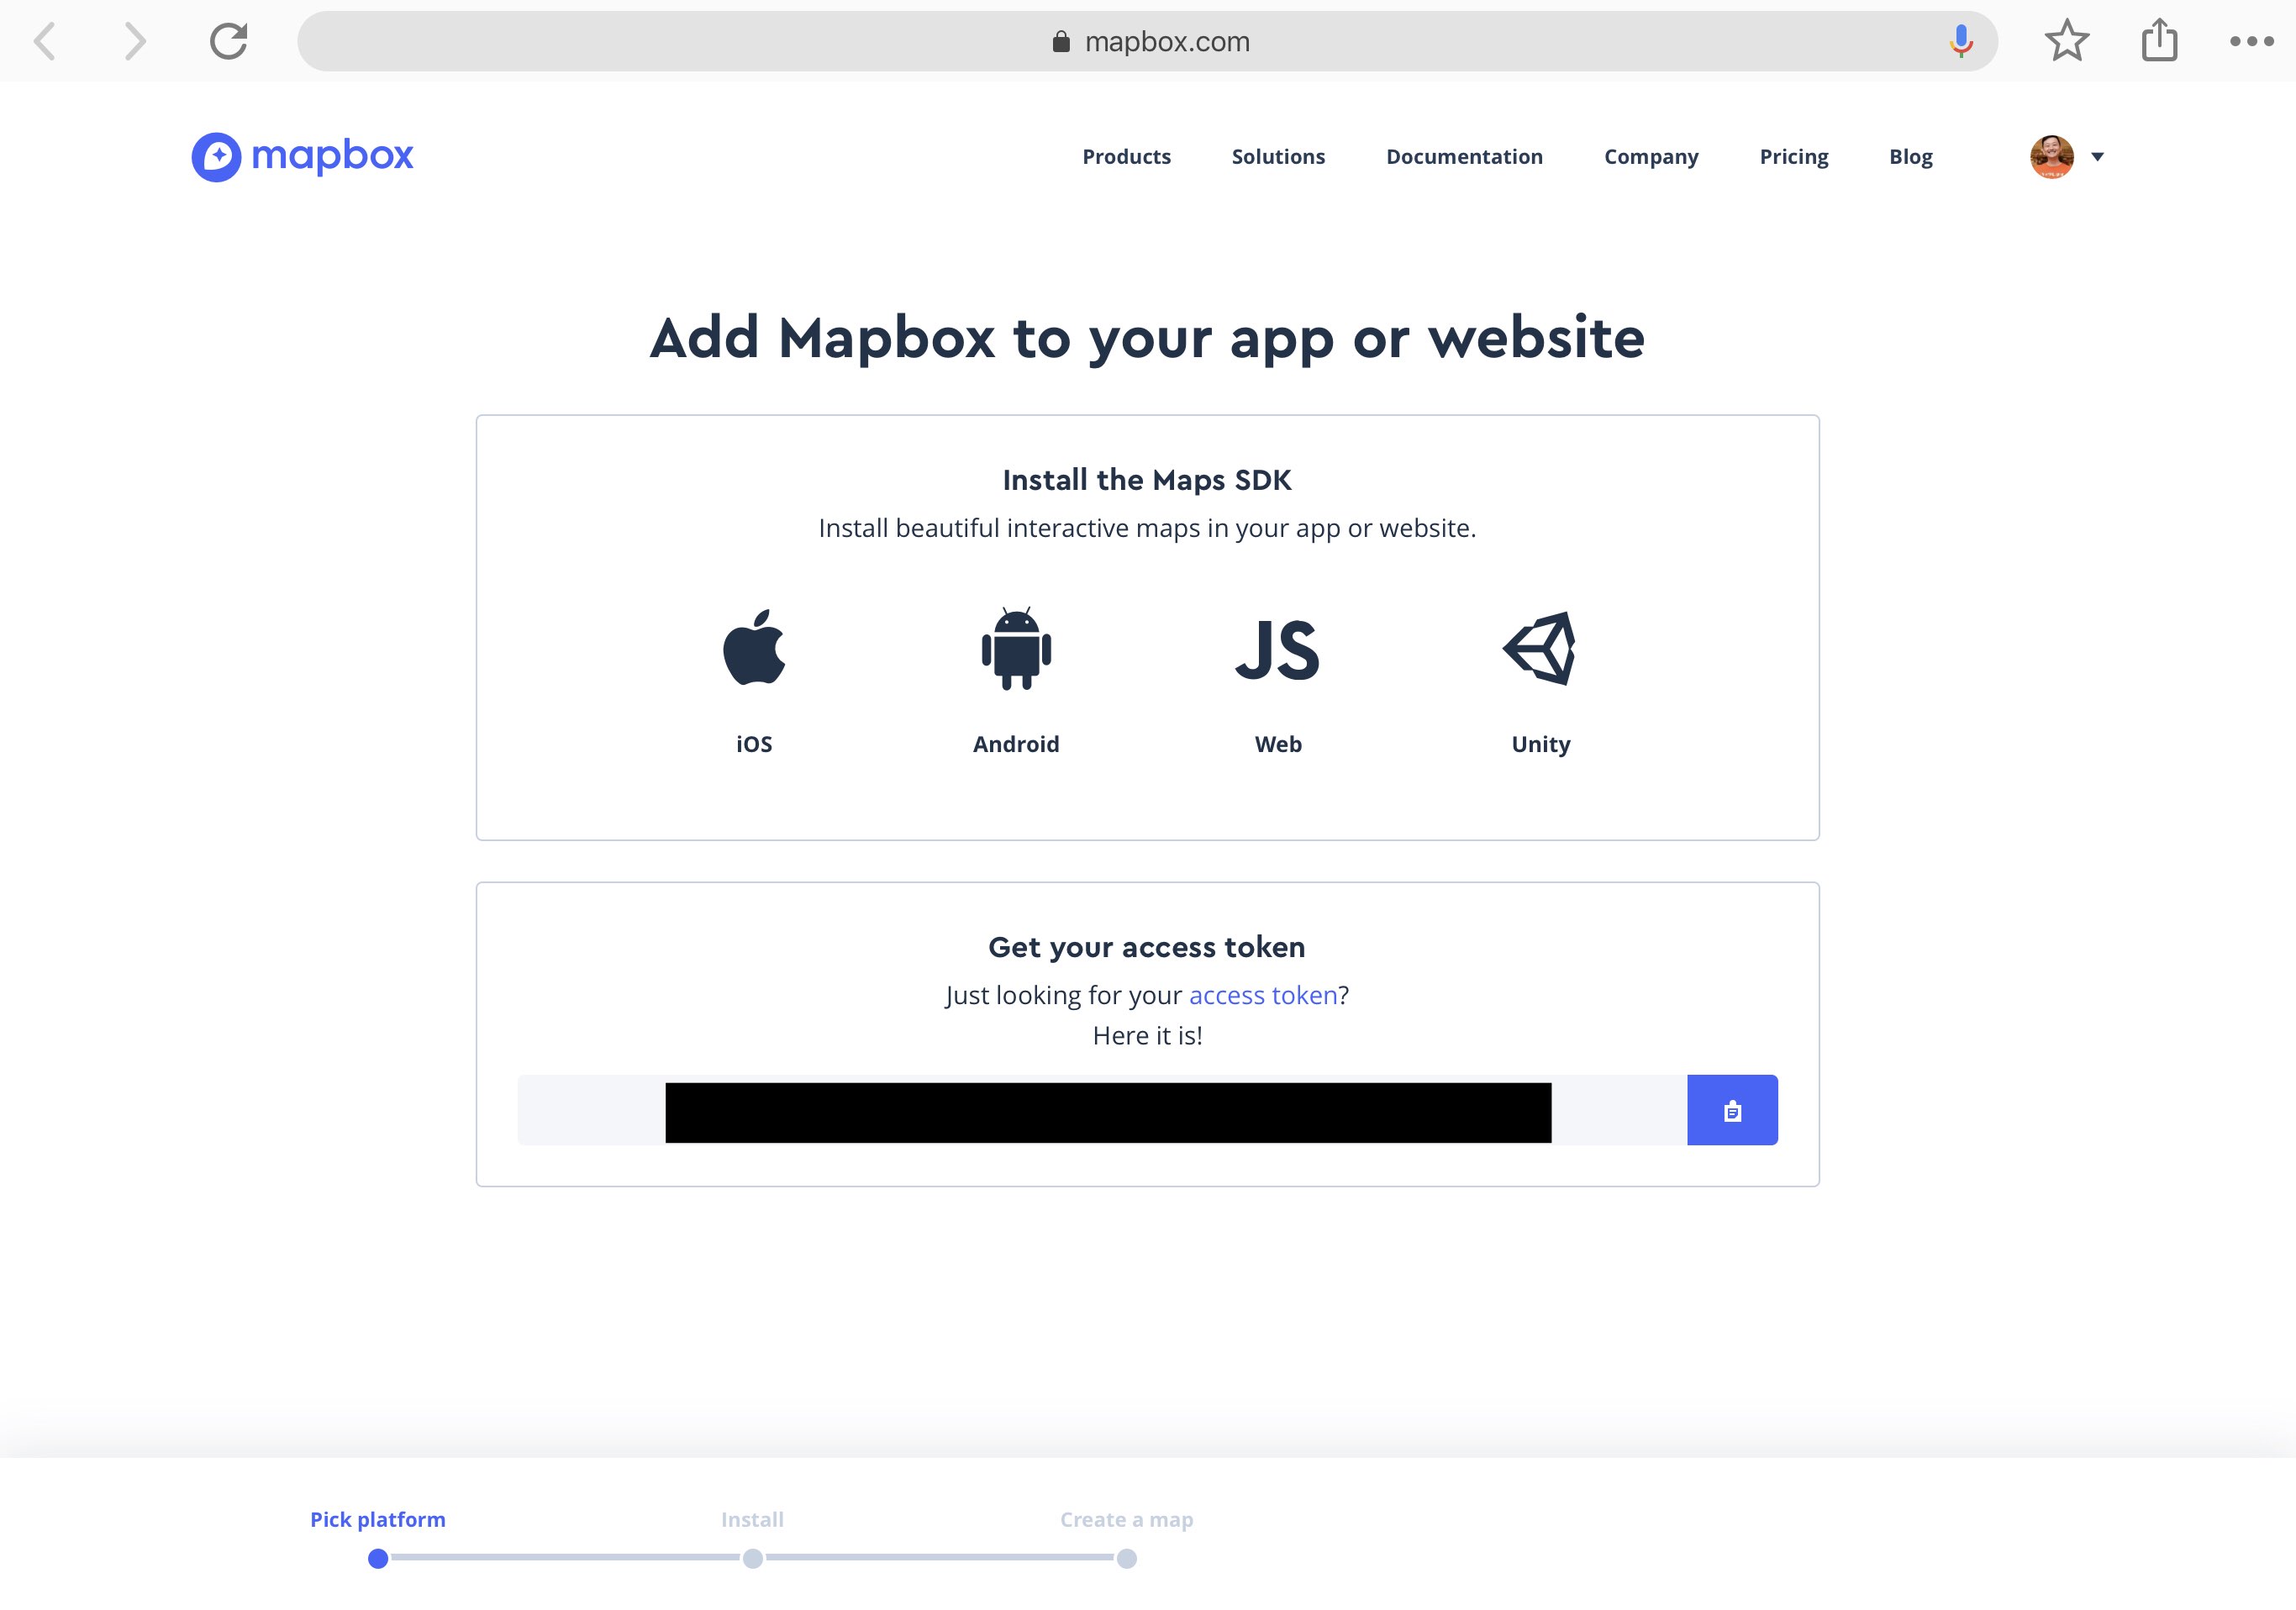 mapbox.com
mapbox
Products Solutions Documentation Company Pricing Blog
Add Mapbox to your app or website
Install the Maps SDK
Install beautiful interactive maps in your app or website.
JS
iOS Android Web Unity
Get your access token
Just looking for your access token?
Here it is!
Pick platform Install Create a map